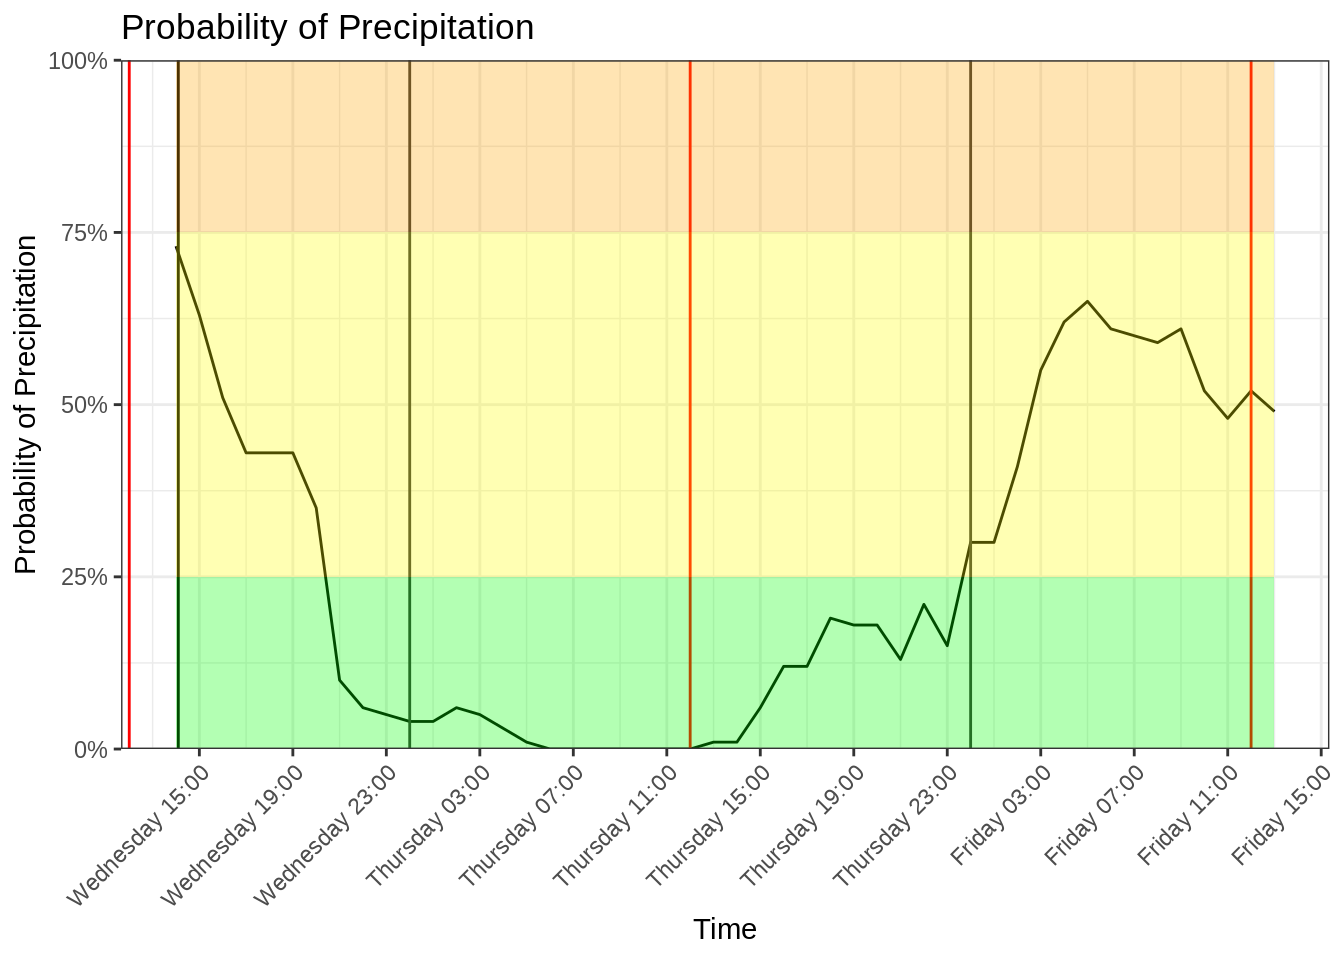 Probability of Precipitation
Probability of Precipitation
100%
75%
50%
25%
0%
Wednesday 15:00
Wednesday 19:00
Wednesday 23:00
Thursday 03:00
Thursday 07:00
Thursday 11:00
Thursday 15:00
Thursday 19:00
Thursday 23:00
Friday 03:00
Friday 07:00
Friday 11:00
Friday 15:00
Time